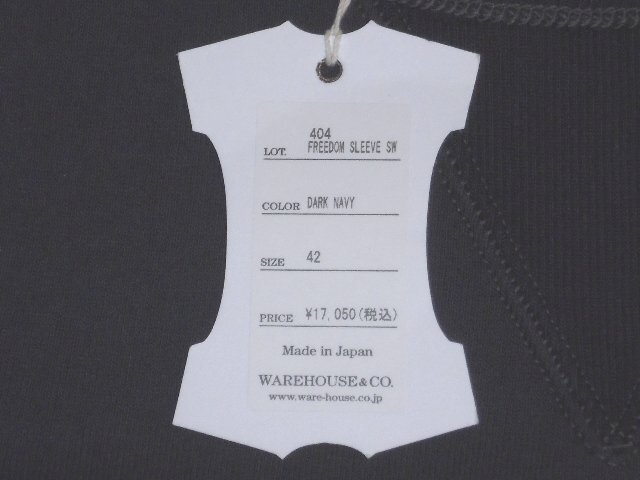 404
LOT. FREEDOM SLEEVE SW
COLOR DARK NAVY
SIZE 42
PRICE ¥17,050(税込)
Made in Japan
WAREHOUSE&CO.
www.ware-house.co.jp